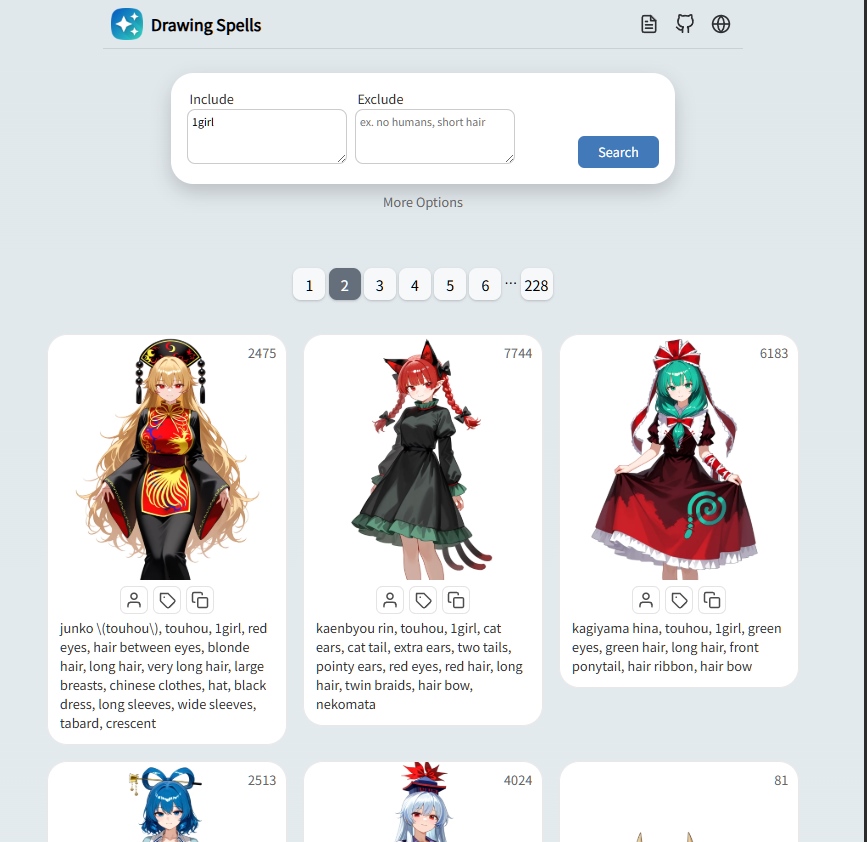 Drawing Spells
Include
Exclude
1girl
ex. no humans, short hair
Search
More Options
1
2
3
4
5
6
...
228
2475
junko \(touhou\), touhou, 1girl, red
eyes, hair between eyes, blonde
hair, long hair, very long hair, large
breasts, chinese clothes, hat, black
dress, long sleeves, wide sleeves,
tabard, crescent
7744
kaenbyou rin, touhou, 1girl, cat
ears, cat tail, extra ears, two tails,
pointy ears, red eyes, red hair, long
hair, twin braids, hair bow,
nekomata
6183
kagiyama hina, touhou, 1girl, green
eyes, green hair, long hair, front
ponytail, hair ribbon, hair bow
2513
4024
81